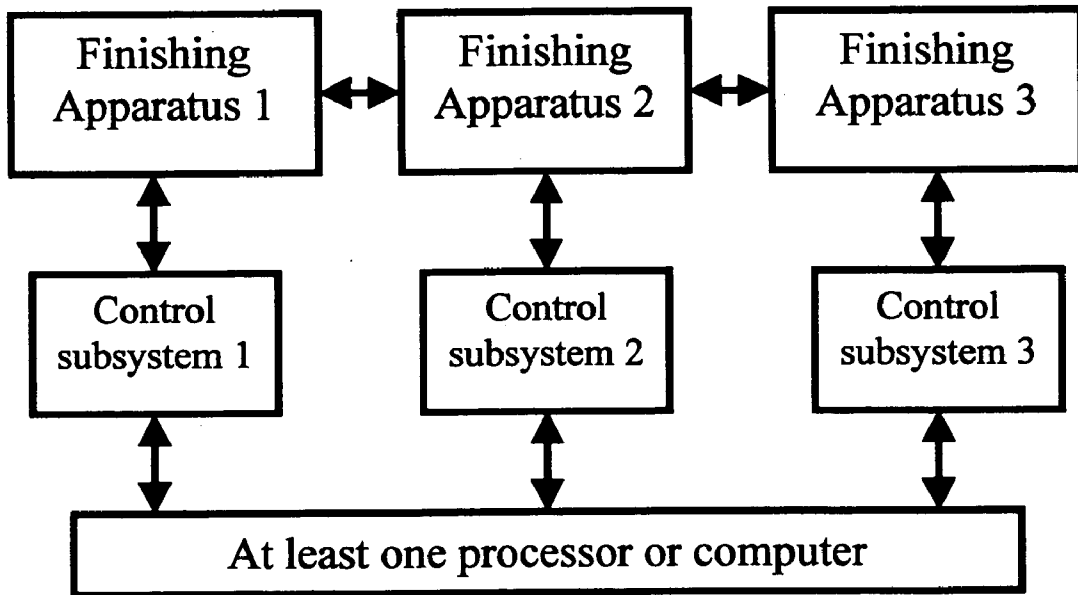 Finishing
Apparatus 1
Finishing
Apparatus 2
Finishing
Apparatus 3
Control
subsystem 1
Control
subsystem 2
Control
subsystem 3
At least one processor or computer